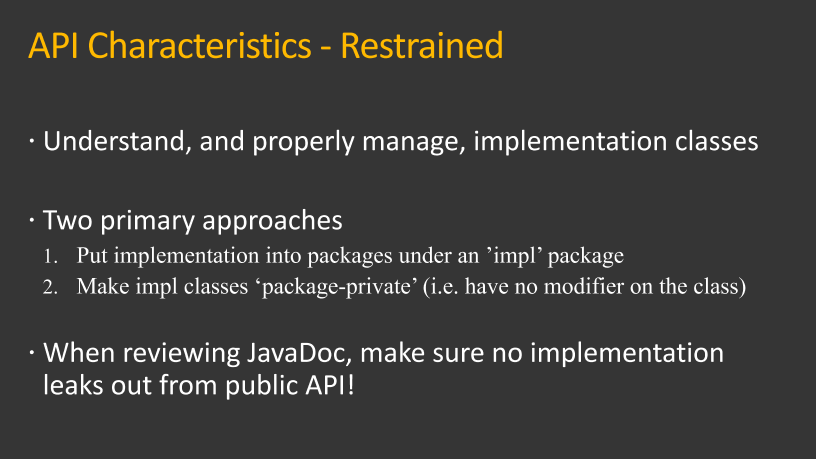 API Characteristics - Restrained
· Understand, and properly manage, implementation classes
· Two primary approaches
1. Put implementation into packages under an ’impl’ package
2. Make impl classes ‘package-private’ (i.e. have no modifier on the class)
· When reviewing JavaDoc, make sure no implementation
leaks out from public API!